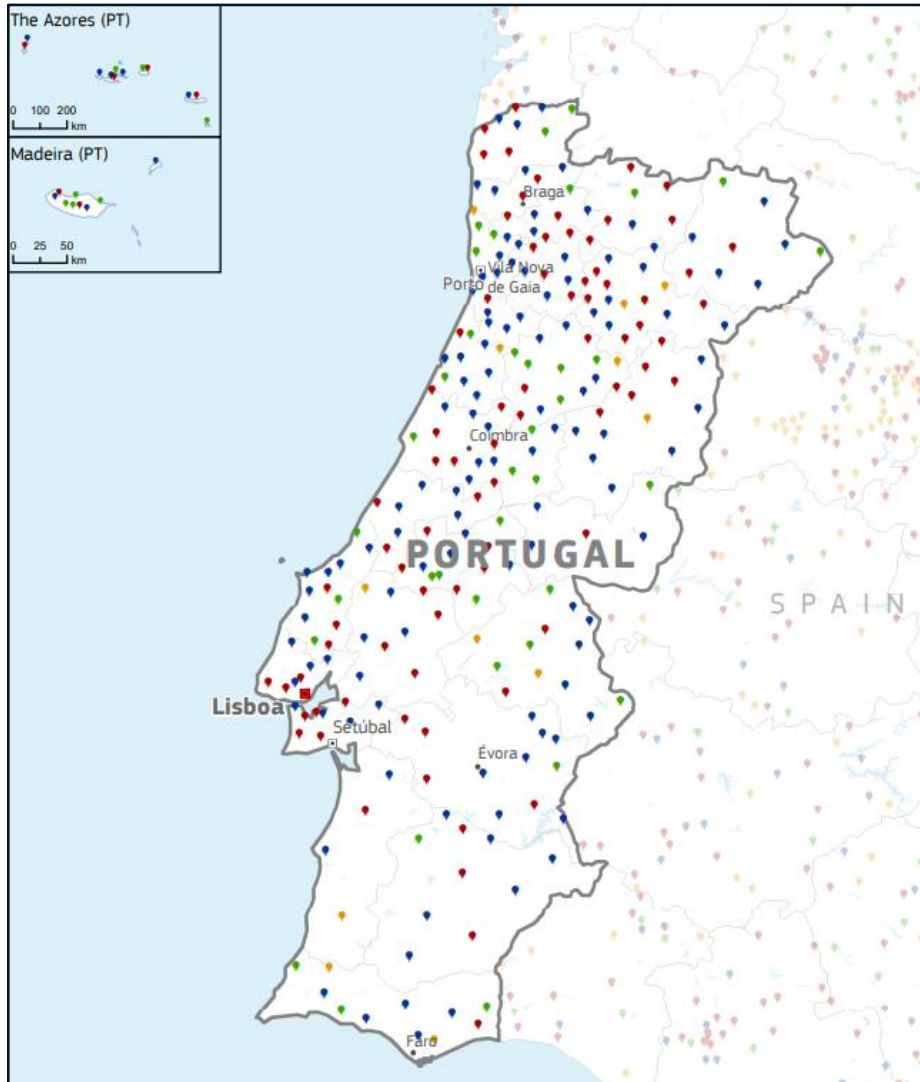 The Azores (PT)
0 100 200
km
Madeira (PT)
0 25 50
km
Braga
Vila Nova
Porto de Gaia
Coimbra
PORTUGAL
SPAIN
Lisboa
Setúbal
Évora
Faro